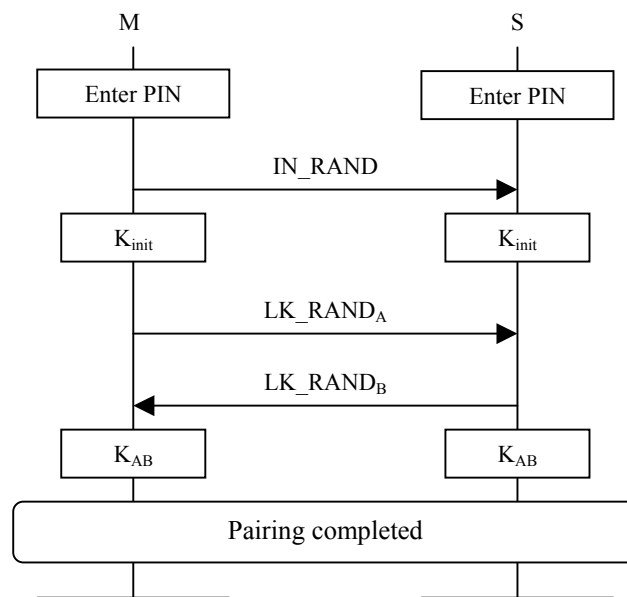 M S
Enter PIN Enter PIN
IN_RAND
K_init K_init
LK_RAND_A
LK_RAND_B
K_AB K_AB
Pairing completed